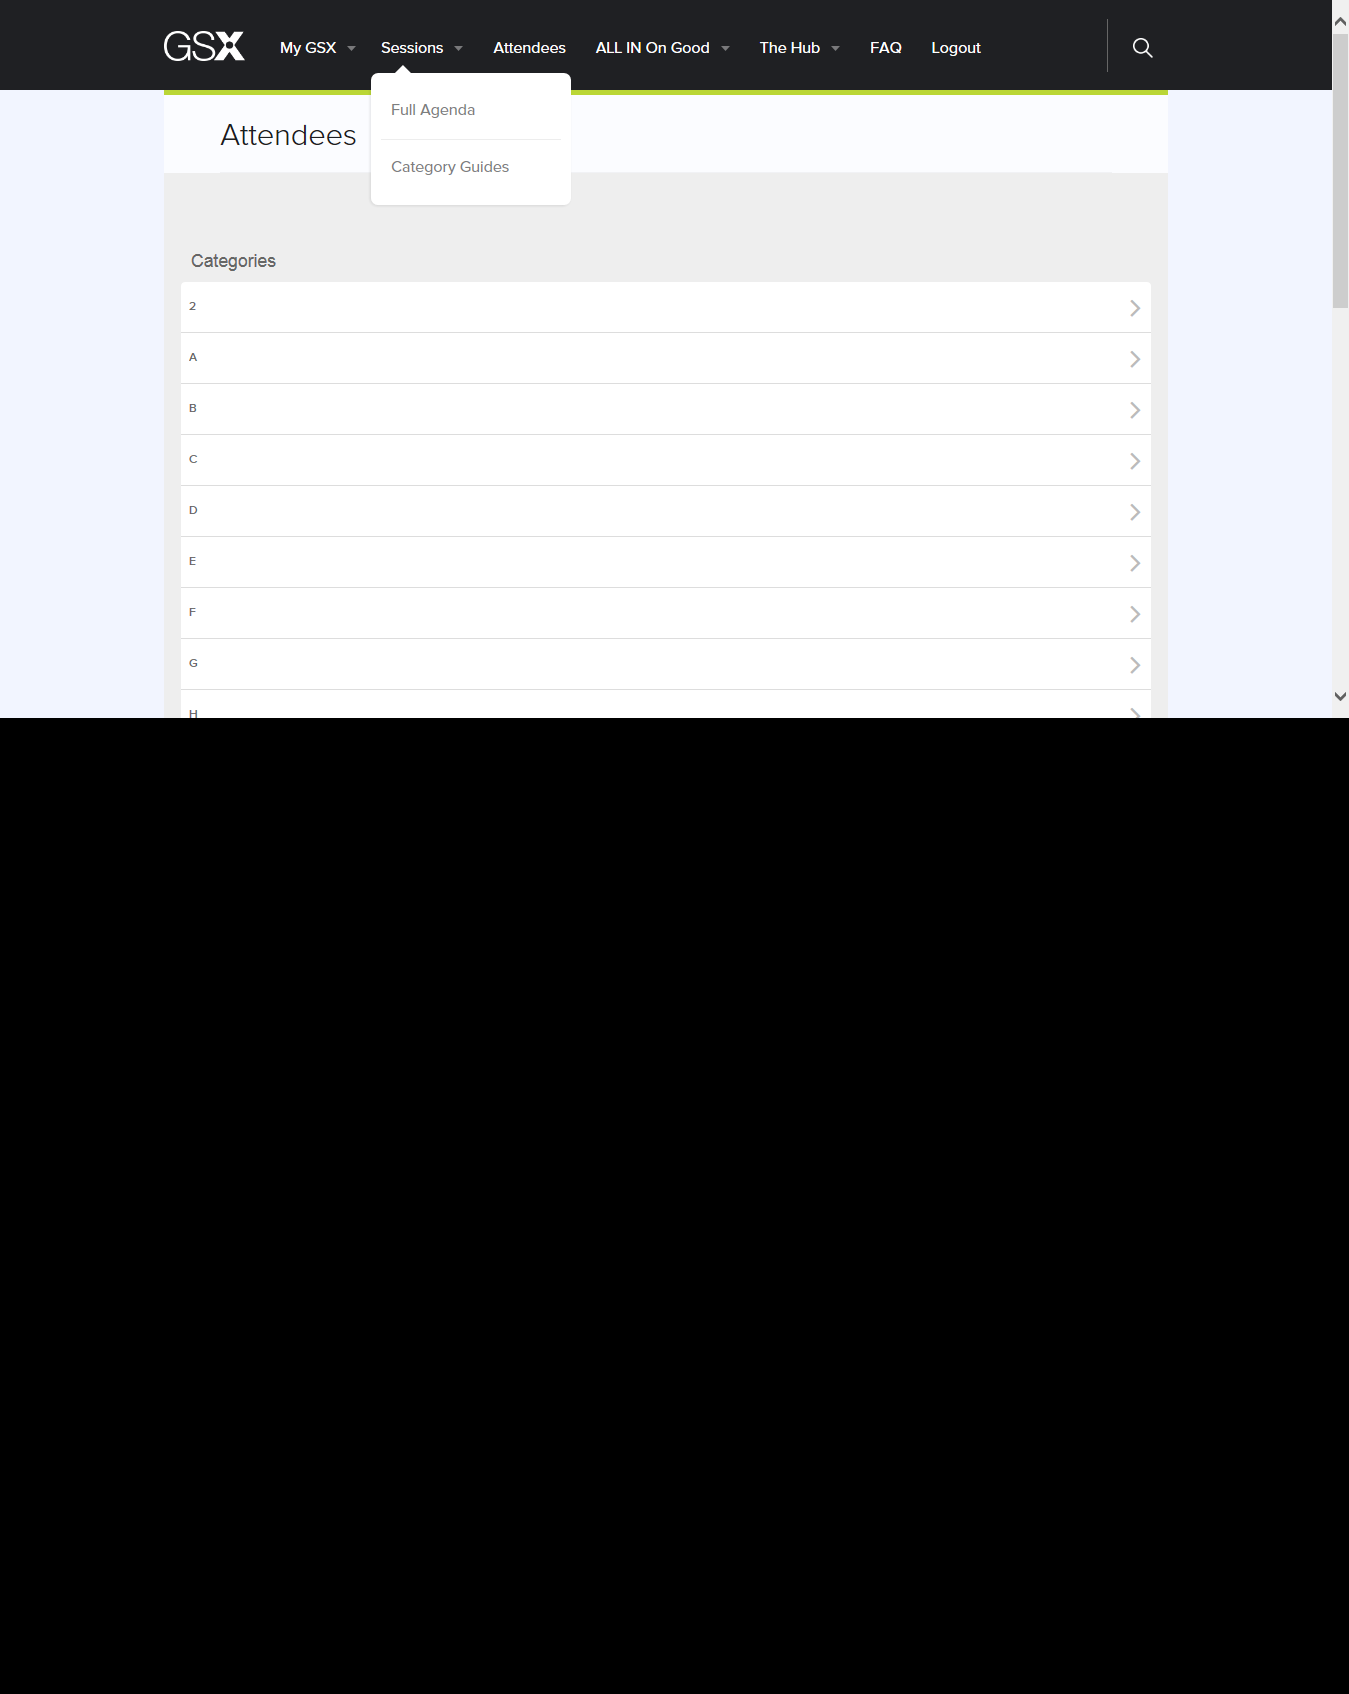 GSX My GSX Sessions Attendees ALL IN On Good The Hub FAQ Logout
Full Agenda
Attendees
Category Guides
Categories
2
A
B
C
D
E
F
G
H